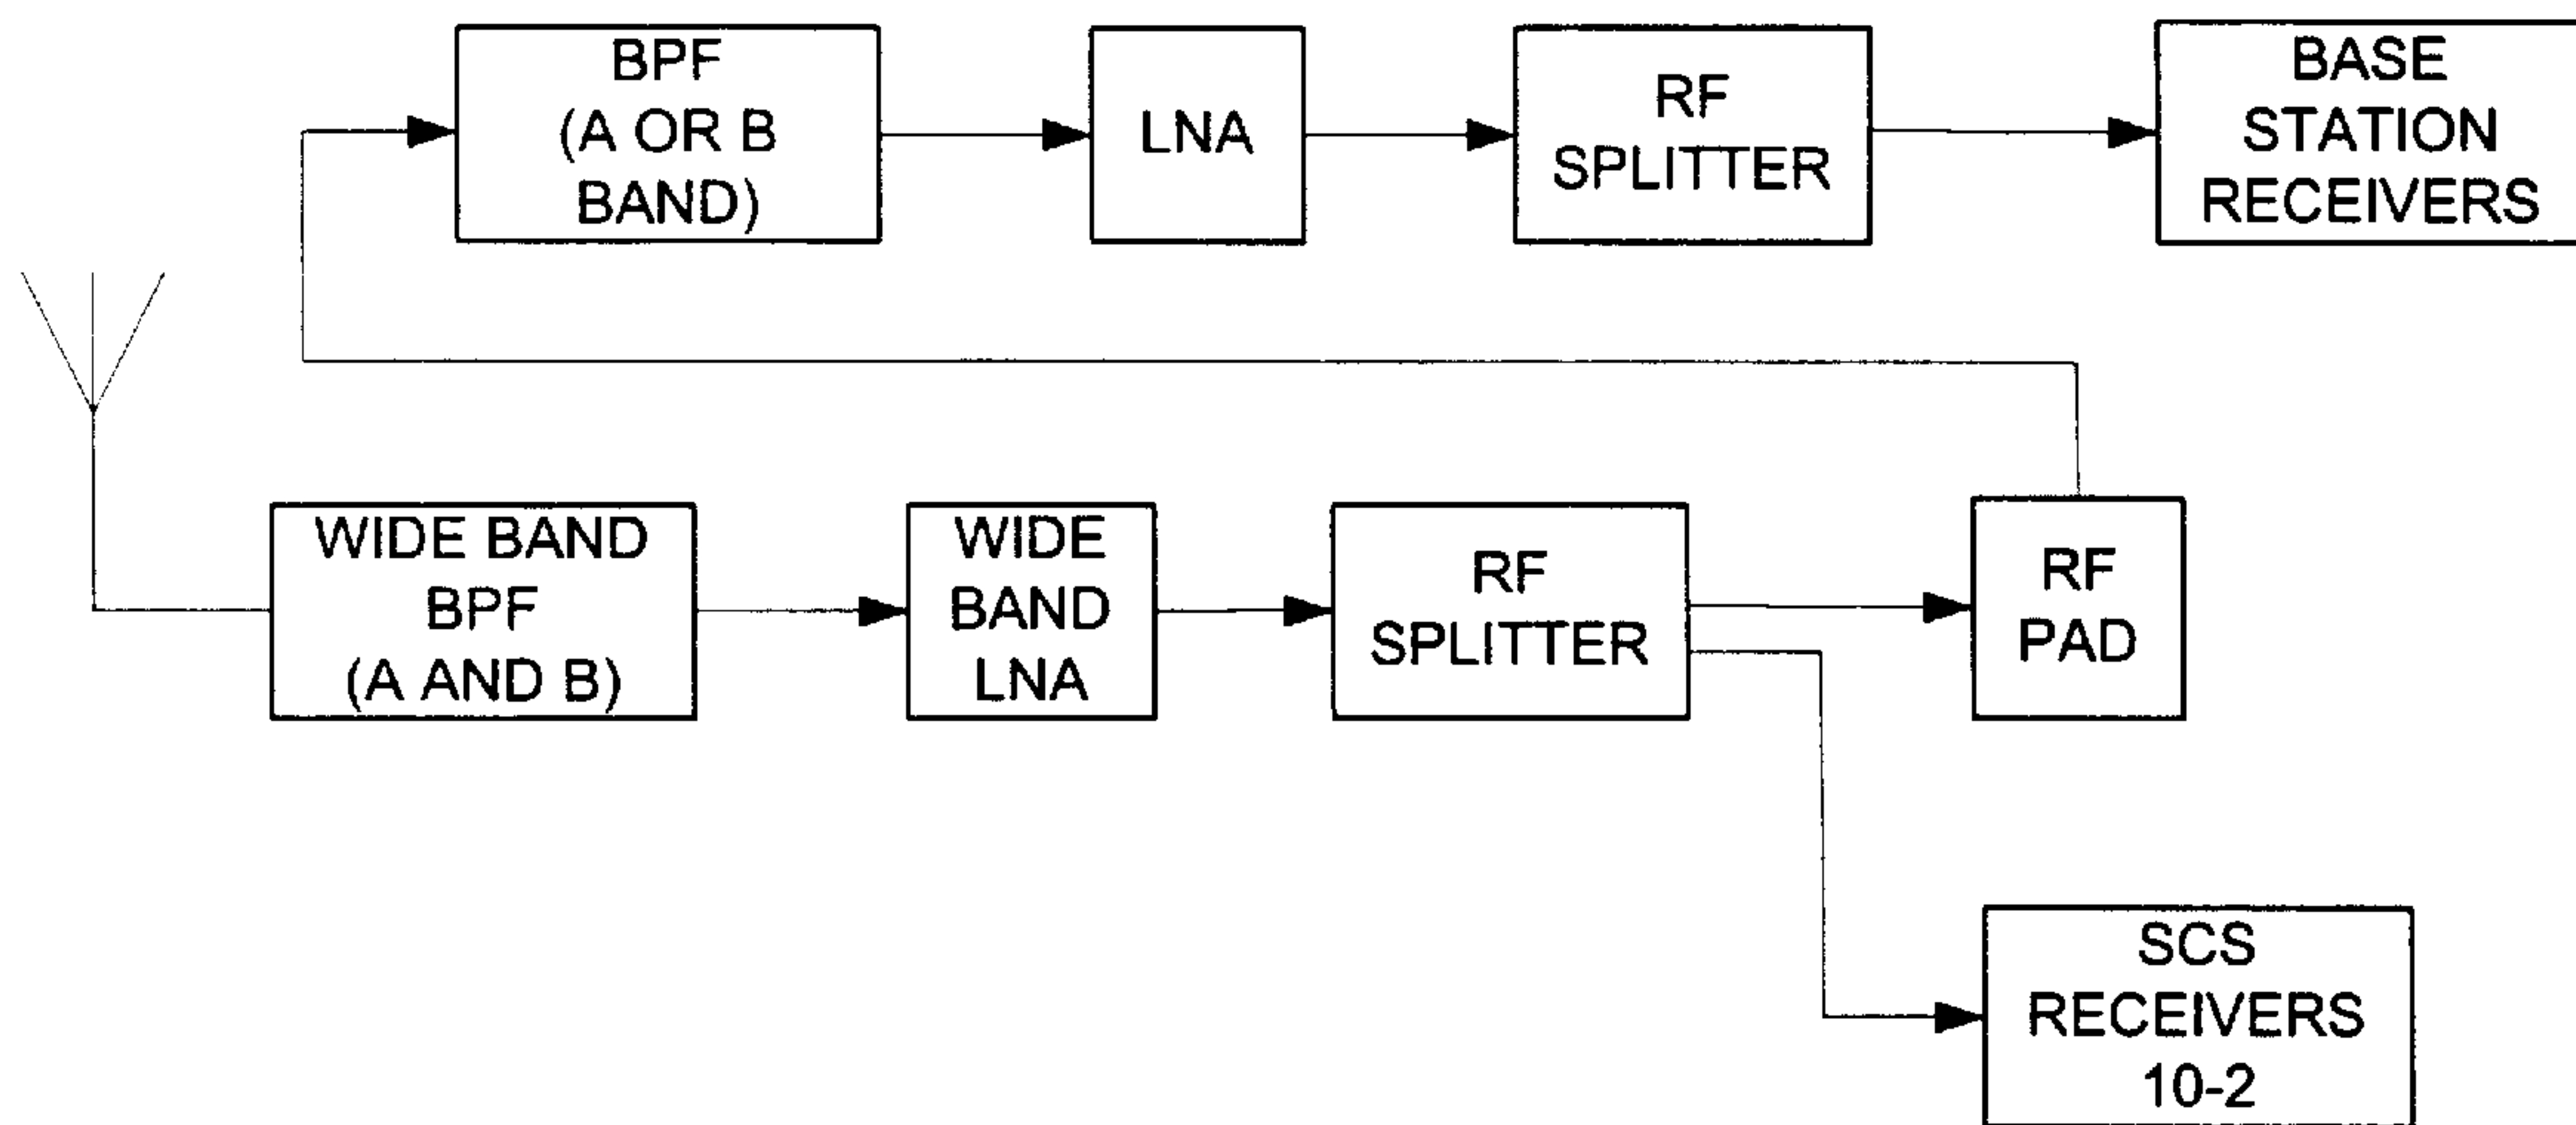 BPF
(A OR B
BAND)
LNA
RF
SPLITTER
BASE
STATION
RECEIVERS
WIDE BAND
BPF
(A AND B)
WIDE
BAND
LNA
RF
SPLITTER
RF
PAD
SCS
RECEIVERS
10-2